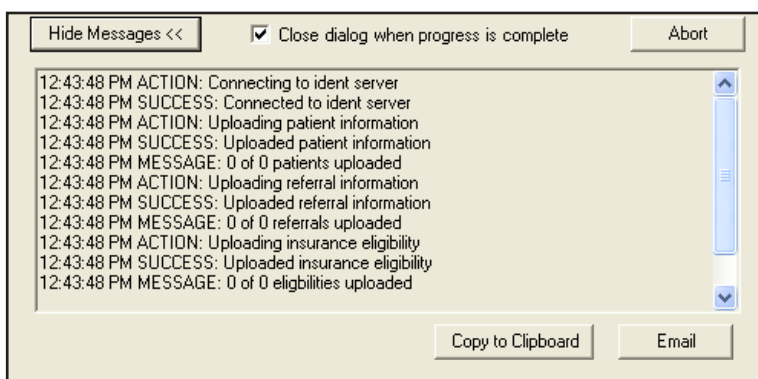 Hide Messages <<
Close dialog when progress is complete
Abort
12:43:48 PM ACTION: Connecting to ident server
12:43:48 PM SUCCESS: Connected to ident server
12:43:48 PM ACTION: Uploading patient information
12:43:48 PM SUCCESS: Uploaded patient information
12:43:48 PM MESSAGE: 0 of 0 patients uploaded
12:43:48 PM ACTION: Uploading referral information
12:43:48 PM SUCCESS: Uploaded referral information
12:43:48 PM MESSAGE: 0 of 0 referrals uploaded
12:43:48 PM ACTION: Uploading insurance eligibility
12:43:48 PM SUCCESS: Uploaded insurance eligibility
12:43:48 PM MESSAGE: 0 of 0 eligbilities uploaded
Copy to Clipboard
Email